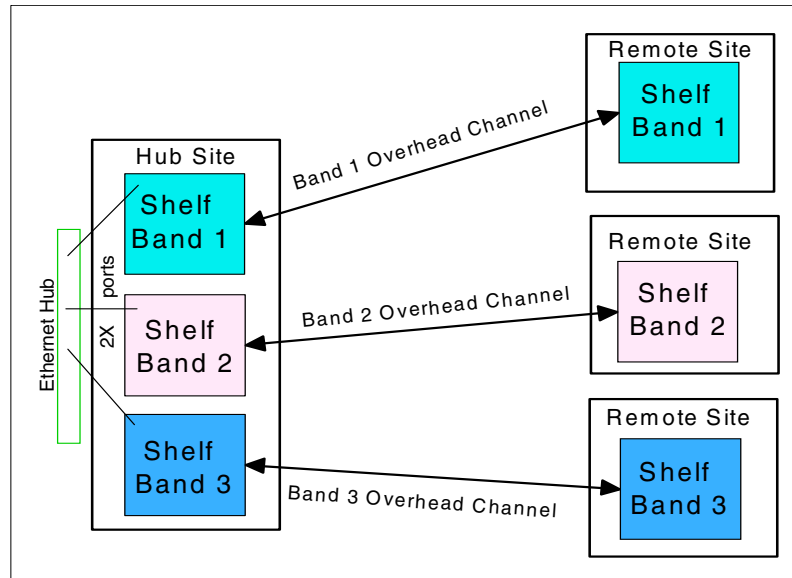 Remote Site
Shelf
Band 1
Band 1 Overhead Channel
Hub Site
Shelf
Band 1
Ethernet Hub
2X ports
Shelf
Band 2
Band 2 Overhead Channel
Remote Site
Shelf
Band 2
Shelf
Band 3
Band 3 Overhead Channel
Remote Site
Shelf
Band 3